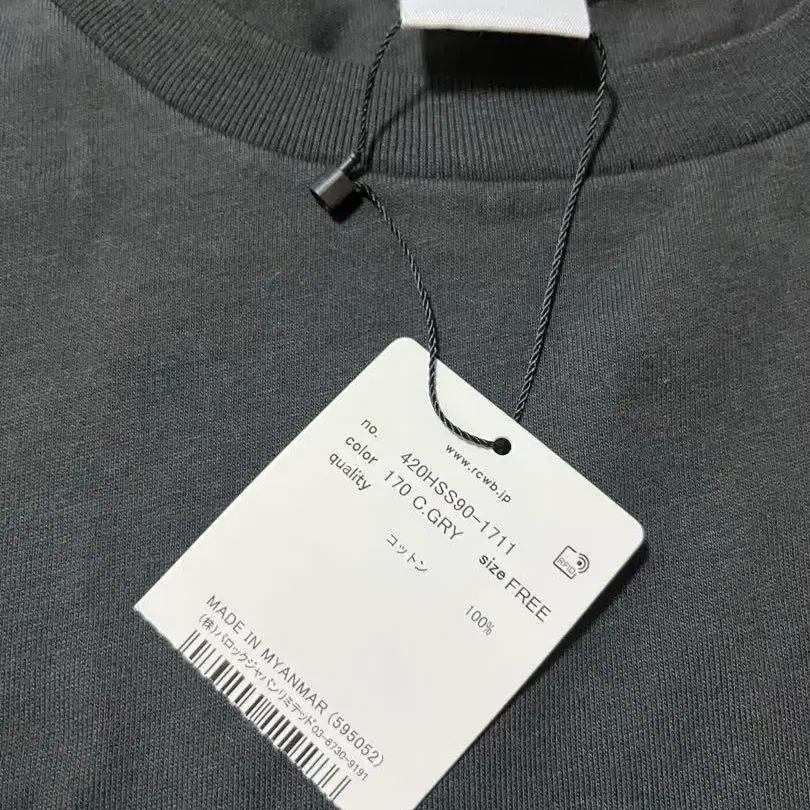 www.rcwb.jp
no. 420HSS90-1711
color 170 C.GRY size FREE
quality
コットン 100%
RFID
MADE IN MYANMAR (595052)
(株)バロックジャパンリミテッド 03-6730-9191